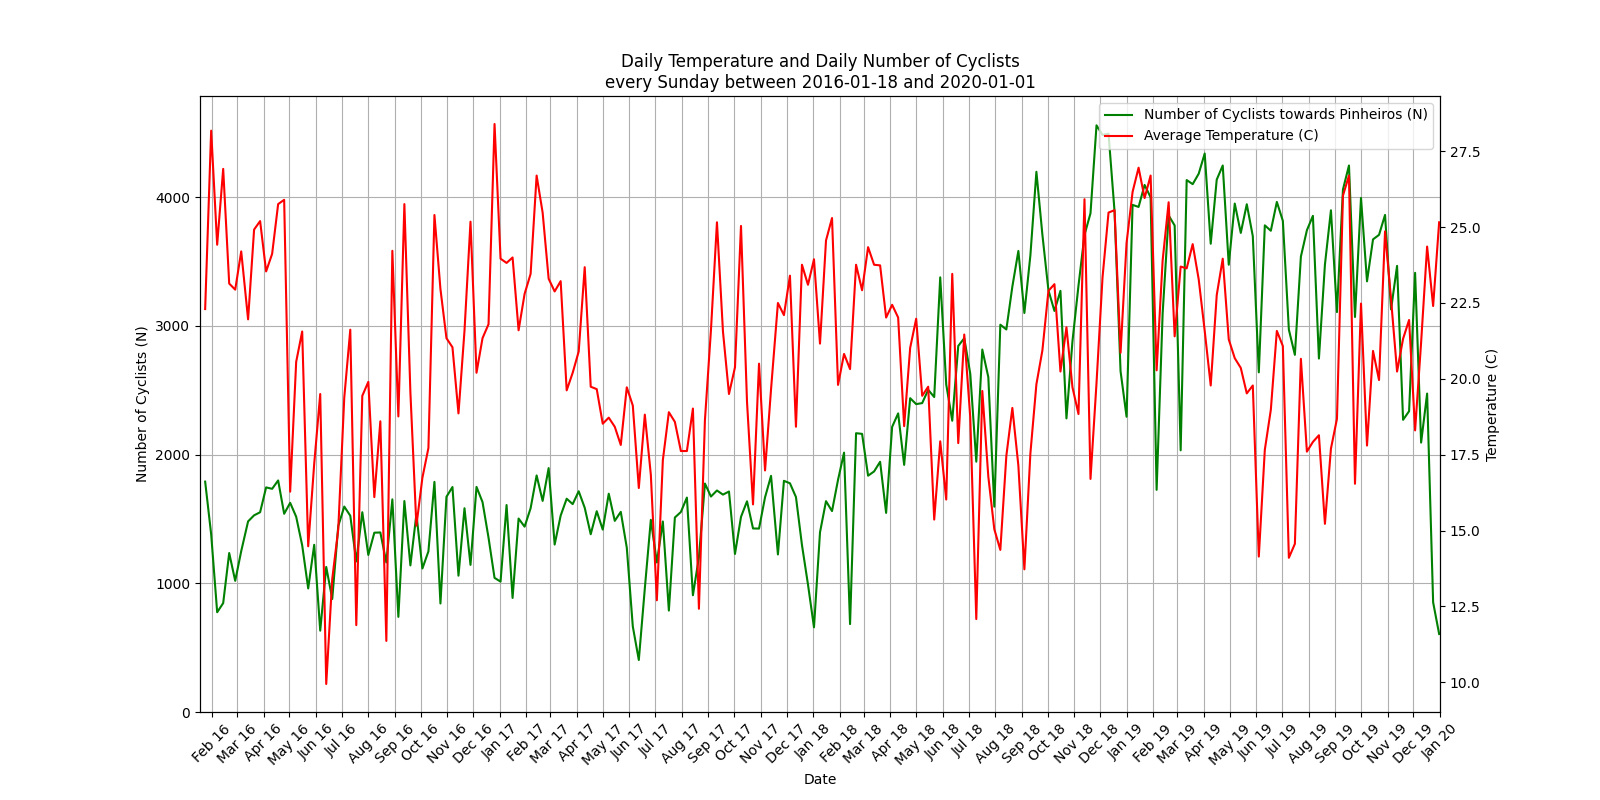 Daily Temperature and Daily Number of Cyclists
every Sunday between 2016-01-18 and 2020-01-01
Number of Cyclists towards Pinheiros (N)
Average Temperature (C)
Number of Cyclists (N)
4000
3000
2000
1000
0
Temperature (C)
27.5
25.0
22.5
20.0
17.5
15.0
12.5
10.0
Feb 16
Mar 16
Apr 16
May 16
Jun 16
Jul 16
Aug 16
Sep 16
Oct 16
Nov 16
Dec 16
Jan 17
Feb 17
Mar 17
Apr 17
May 17
Jun 17
Jul 17
Aug 17
Sep 17
Oct 17
Nov 17
Dec 17
Jan 18
Feb 18
Mar 18
Apr 18
May 18
Jun 18
Jul 18
Aug 18
Sep 18
Oct 18
Nov 18
Dec 18
Jan 19
Feb 19
Mar 19
Apr 19
May 19
Jun 19
Jul 19
Aug 19
Sep 19
Oct 19
Nov 19
Dec 19
Jan 20
Date